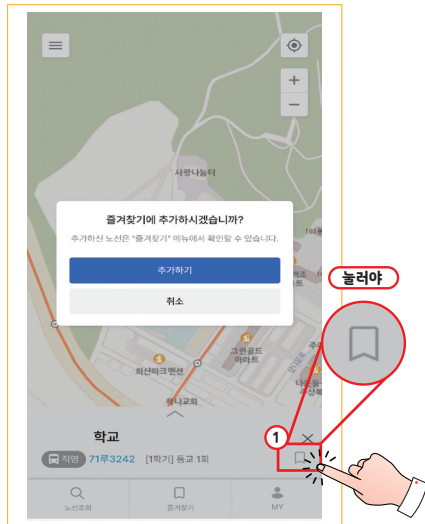 사랑나눔터
즐겨찾기에 추가하시겠습니까?
추가하신 노선은 "즐겨찾기" 메뉴에서 확인할 수 있습니다.
추가하기
취소
눌러야
그린골드
아파트
희산파크맨션
학교
1
직영 71루3242 [1학기] 등교 1회
노선조회 즐겨찾기 MY